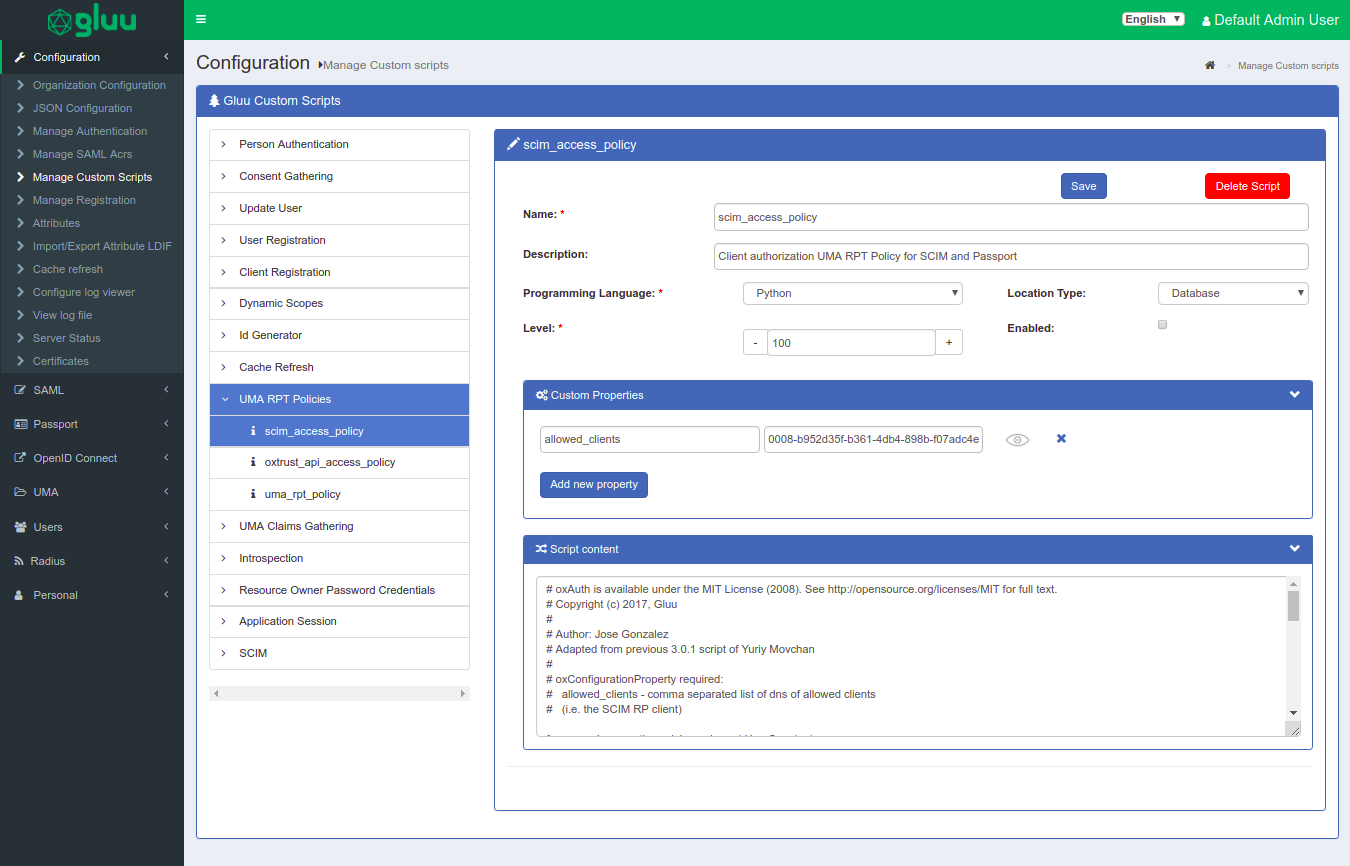 gluu
English
Default Admin User
Configuration
Organization Configuration
JSON Configuration
Manage Authentication
Manage SAML Acrs
Manage Custom Scripts
Manage Registration
Attributes
Import/Export Attribute LDIF
Cache refresh
Configure log viewer
View log file
Server Status
Certificates
SAML
Passport
OpenID Connect
UMA
Users
Radius
Personal
Configuration Manage Custom scripts
> Manage Custom scripts
Gluu Custom Scripts
Person Authentication
Consent Gathering
Update User
User Registration
Client Registration
Dynamic Scopes
Id Generator
Cache Refresh
UMA RPT Policies
scim_access_policy
oxtrust_api_access_policy
uma_rpt_policy
UMA Claims Gathering
Introspection
Resource Owner Password Credentials
Application Session
SCIM
scim_access_policy
Save
Delete Script
Name: * scim_access_policy
Description: Client authorization UMA RPT Policy for SCIM and Passport
Programming Language: * Python Location Type: Database
Level: * - 100 + Enabled:
Custom Properties
allowed_clients 0008-b952d35f-b361-4db4-898b-f07adc4e
Add new property
Script content
# oxAuth is available under the MIT License (2008). See http://opensource.org/licenses/MIT for full text.
# Copyright (c) 2017, Gluu
#
# Author: Jose Gonzalez
# Adapted from previous 3.0.1 script of Yuriy Movchan
#
# oxConfigurationProperty required:
# allowed_clients - comma separated list of dns of allowed clients
# (i.e. the SCIM RP client)